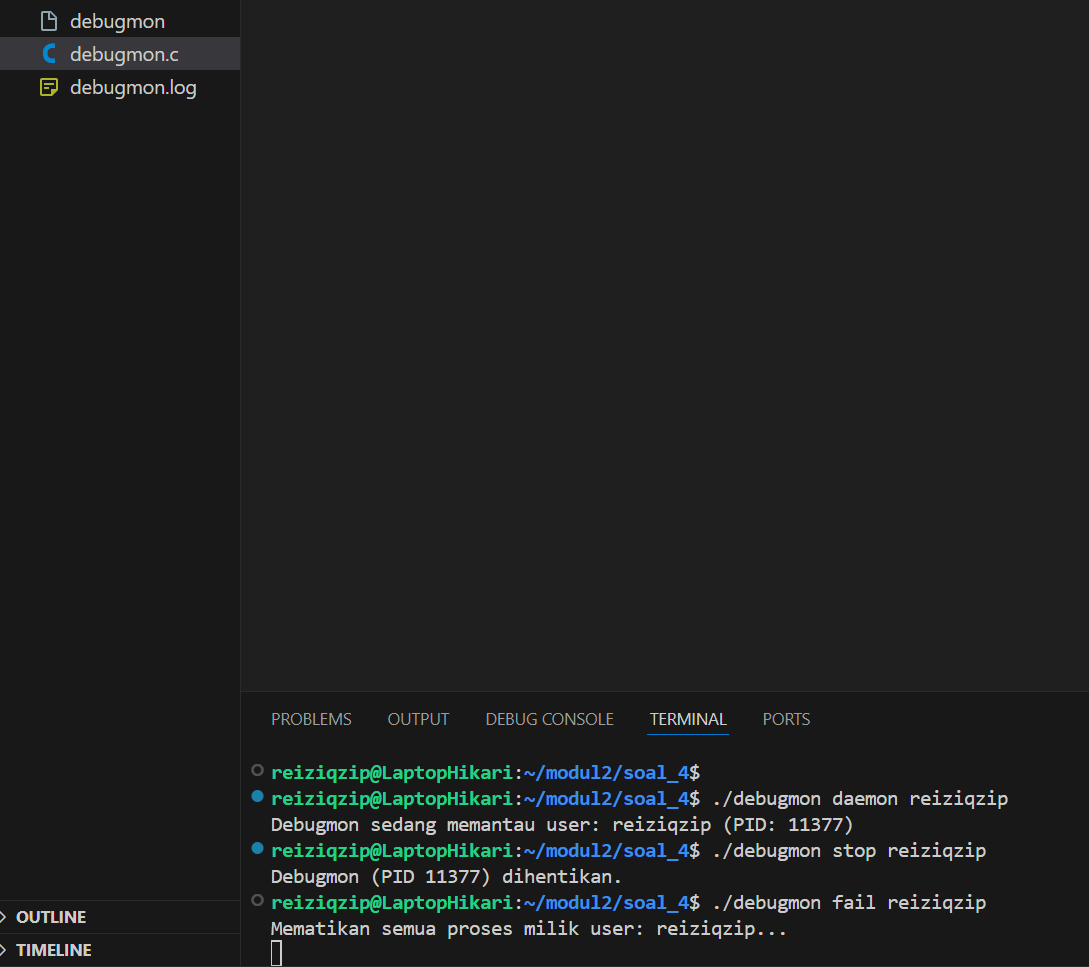 debugmon
debugmon.c
debugmon.log
PROBLEMS OUTPUT DEBUG CONSOLE TERMINAL PORTS
reiziqzip@LaptopHikari:~/modul2/soal_4$
reiziqzip@LaptopHikari:~/modul2/soal_4$ ./debugmon daemon reiziqzip
Debugmon sedang memantau user: reiziqzip (PID: 11377)
reiziqzip@LaptopHikari:~/modul2/soal_4$ ./debugmon stop reiziqzip
Debugmon (PID 11377) dihentikan.
reiziqzip@LaptopHikari:~/modul2/soal_4$ ./debugmon fail reiziqzip
Mematikan semua proses milik user: reiziqzip...
OUTLINE
TIMELINE